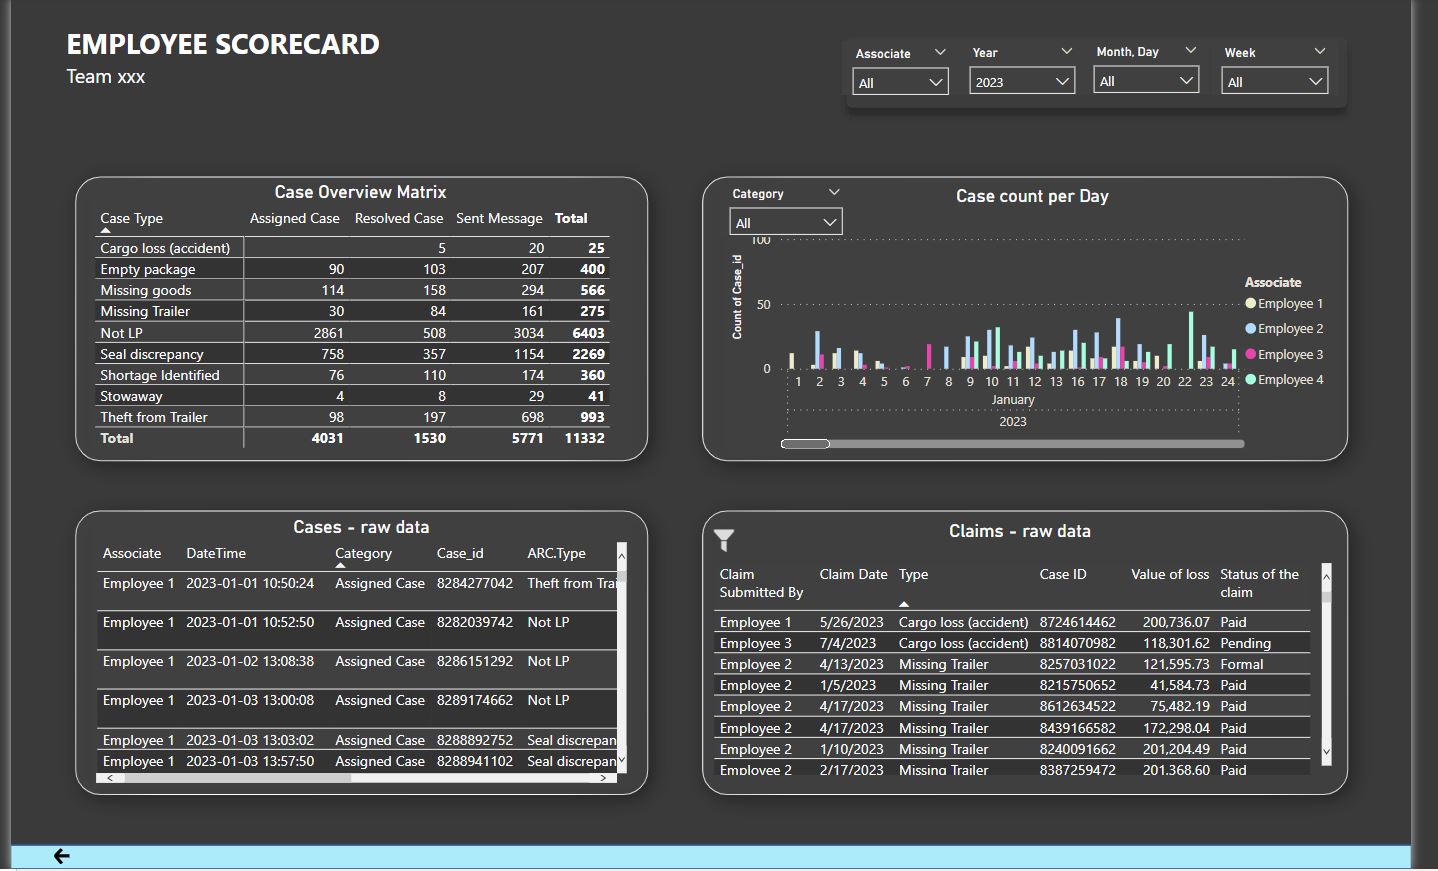 EMPLOYEE SCORECARD
Team xxx
Associate Year Month, Day Week
All 2023 All All
Case Overview Matrix
Case Type Assigned Case Resolved Case Sent Message Total
Cargo loss (accident) 5 20 25
Empty package 90 103 207 400
Missing goods 114 158 294 566
Missing Trailer 30 84 161 275
Not LP 2861 508 3034 6403
Seal discrepancy 758 357 1154 2269
Shortage Identified 76 110 174 360
Stowaway 4 8 29 41
Theft from Trailer 98 197 698 993
Total 4031 1530 5771 11332
Category
All
Case count per Day
100
50
0
Count of Case_id
1 2 3 4 5 6 7 8 9 10 11 12 13 16 17 18 19 20 22 23 24
January
2023
Associate
Employee 1
Employee 2
Employee 3
Employee 4
Cases - raw data
Associate DateTime Category Case_id ARC.Type
Employee 1 2023-01-01 10:50:24 Assigned Case 8284277042 Theft from Trai
Employee 1 2023-01-01 10:52:50 Assigned Case 8282039742 Not LP
Employee 1 2023-01-02 13:08:38 Assigned Case 8286151292 Not LP
Employee 1 2023-01-03 13:00:08 Assigned Case 8289174662 Not LP
Employee 1 2023-01-03 13:03:02 Assigned Case 8288892752 Seal discrepan
Employee 1 2023-01-03 13:57:50 Assigned Case 8288941102 Seal discrepan
Claims - raw data
Claim Submitted By Claim Date Type Case ID Value of loss Status of the claim
Employee 1 5/26/2023 Cargo loss (accident) 8724614462 200,736.07 Paid
Employee 3 7/4/2023 Cargo loss (accident) 8814070982 118,301.62 Pending
Employee 2 4/13/2023 Missing Trailer 8257031022 121,595.73 Formal
Employee 2 1/5/2023 Missing Trailer 8215750652 41,584.73 Paid
Employee 2 4/17/2023 Missing Trailer 8612634522 75,482.19 Paid
Employee 2 4/17/2023 Missing Trailer 8439166582 172,298.04 Paid
Employee 2 1/10/2023 Missing Trailer 8240091662 201,204.49 Paid
Employee 2 2/17/2023 Missing Trailer 8387259472 201,368.60 Paid